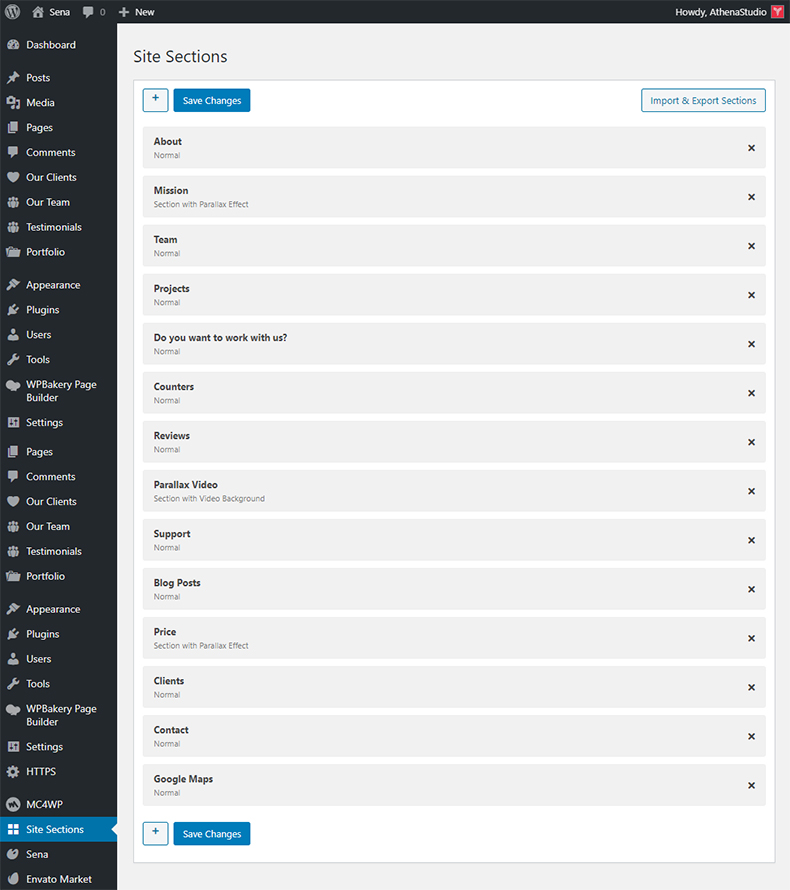 Sena 0 + New
Howdy, AthenaStudio
Dashboard
Posts
Media
Pages
Comments
Our Clients
Our Team
Testimonials
Portfolio
Appearance
Plugins
Users
Tools
WPBakery Page
Builder
Settings
Pages
Comments
Our Clients
Our Team
Testimonials
Portfolio
Appearance
Plugins
Users
Tools
WPBakery Page
Builder
Settings
HTTPS
MC4WP
Site Sections
Sena
Envato Market
Site Sections
+ Save Changes
Import & Export Sections
About
Normal
Mission
Section with Parallax Effect
Team
Normal
Projects
Normal
Do you want to work with us?
Normal
Counters
Normal
Reviews
Normal
Parallax Video
Section with Video Background
Support
Normal
Blog Posts
Normal
Price
Section with Parallax Effect
Clients
Normal
Contact
Normal
Google Maps
Normal
+ Save Changes